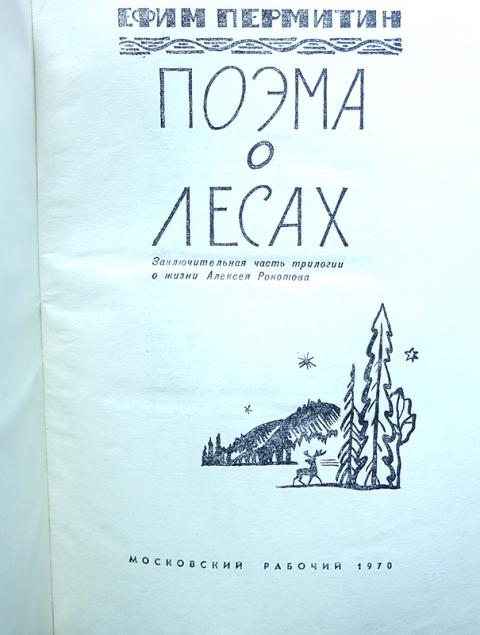 ЕФИМ ПЕРМИТИН
ПОЭМА
О
ЛЕСАХ
Заключительная часть трилогии
о жизни Алексея Рокотова
МОСКОВСКИЙ РАБОЧИЙ 1970